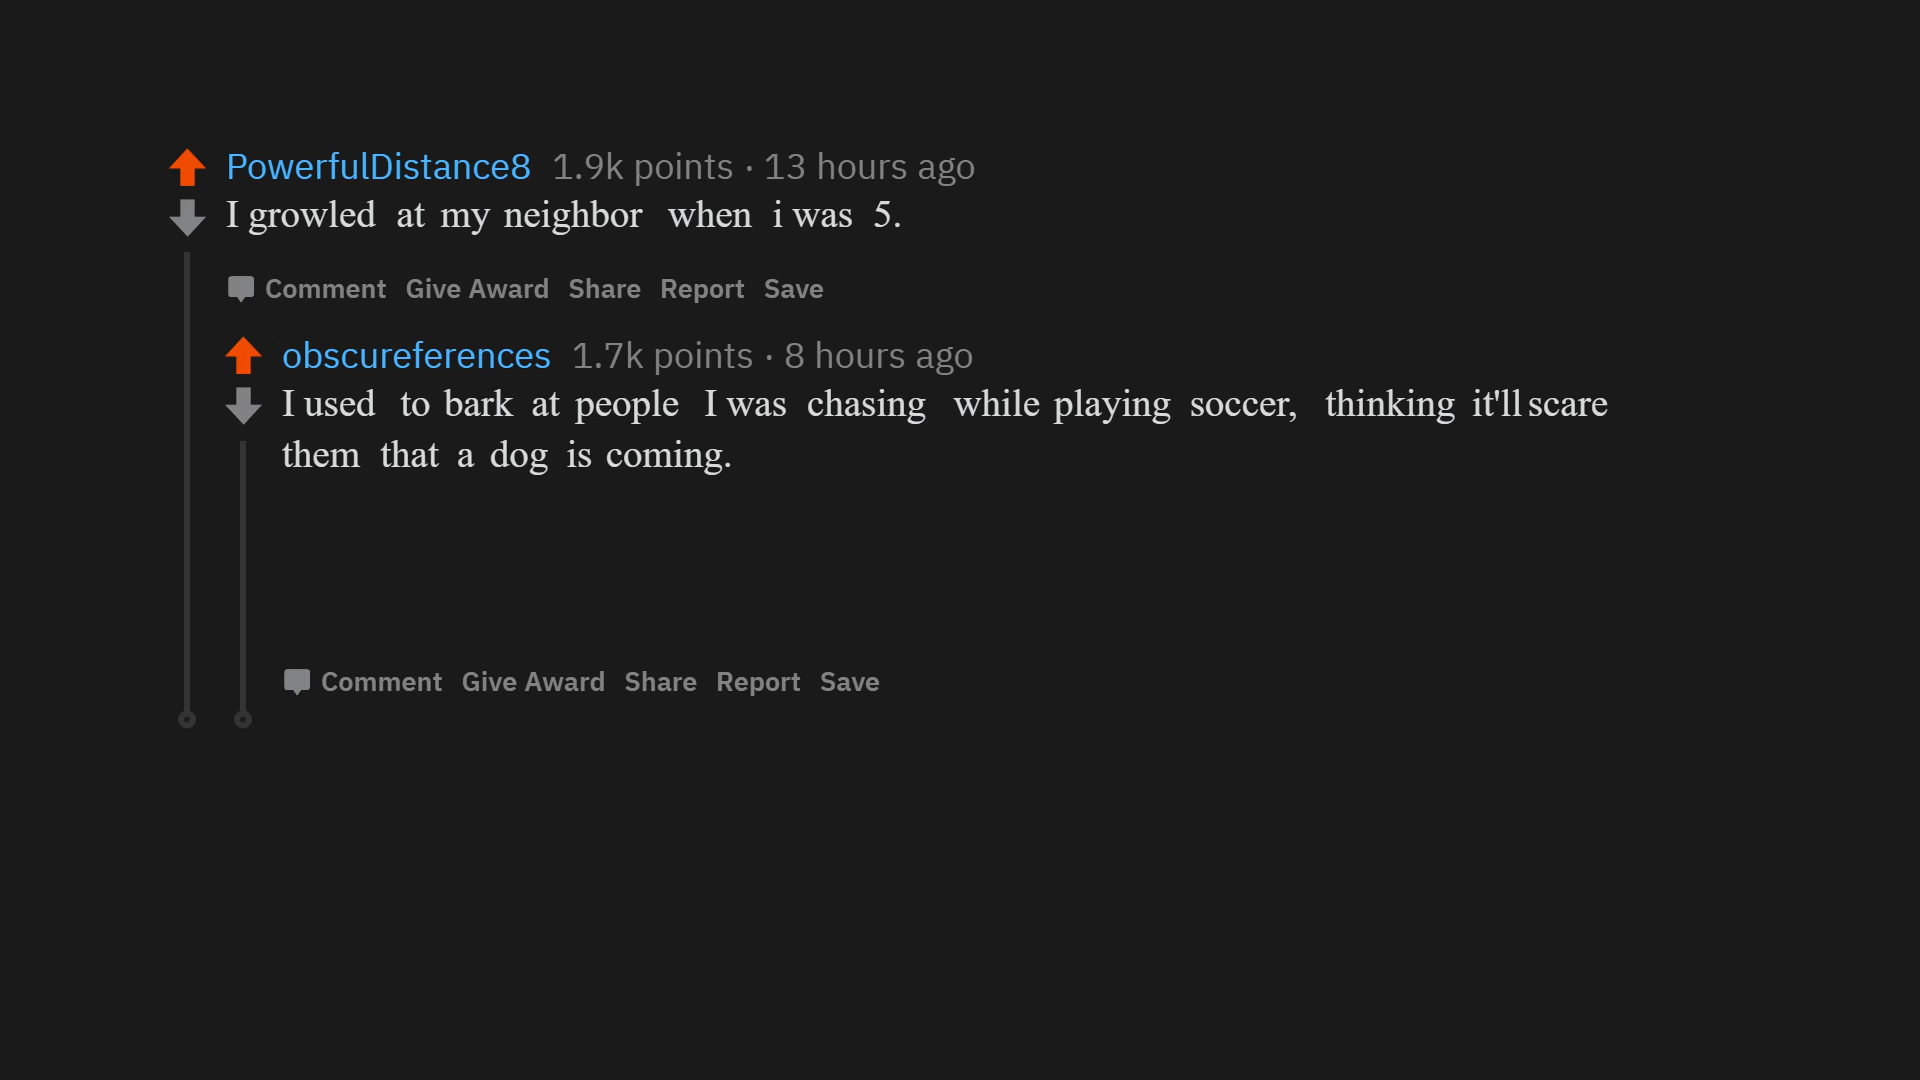 PowerfulDistance8 1.9k points · 13 hours ago
I growled at my neighbor when i was 5.
Comment Give Award Share Report Save
obscureferences 1.7k points · 8 hours ago
I used to bark at people I was chasing while playing soccer, thinking it'll scare
them that a dog is coming.
Comment Give Award Share Report Save